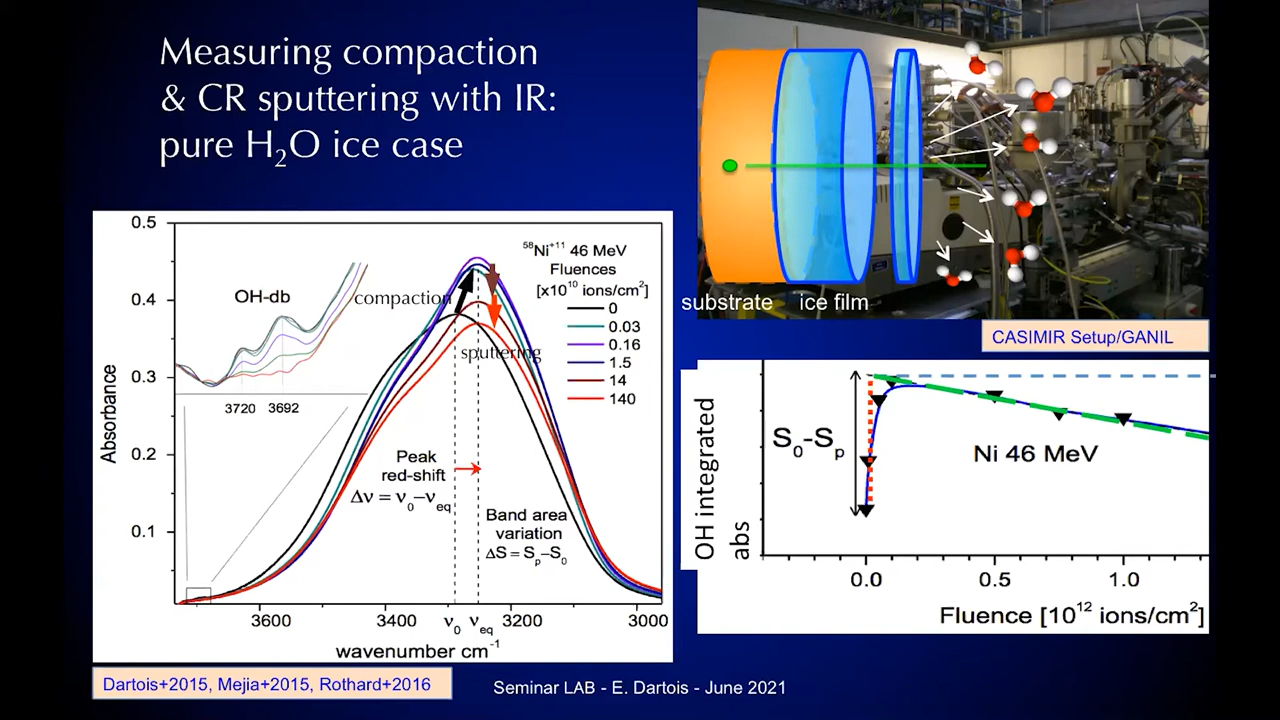 Measuring compaction
& CR sputtering with IR:
pure H₂O ice case
substrate
ice film
CASIMIR Setup/GANIL
0.5
0.4
0.3
0.2
0.1
Absorbance
OH-db
3720
3692
compaction
sputtering
⁵⁸Ni⁺¹¹ 46 MeV
Fluences
[x10¹⁰ ions/cm²]
0
0.03
0.16
1.5
14
140
Peak
red-shift
Δν = ν₀−νeq
Band area
variation
ΔS = Sp−S₀
3600
3400
ν₀ νeq
3200
3000
wavenumber cm⁻¹
OH integrated
abs
S₀-Sp
Ni 46 MeV
0.0
0.5
1.0
Fluence [10¹² ions/cm²]
Dartois+2015, Mejia+2015, Rothard+2016
Seminar LAB - E. Dartois - June 2021